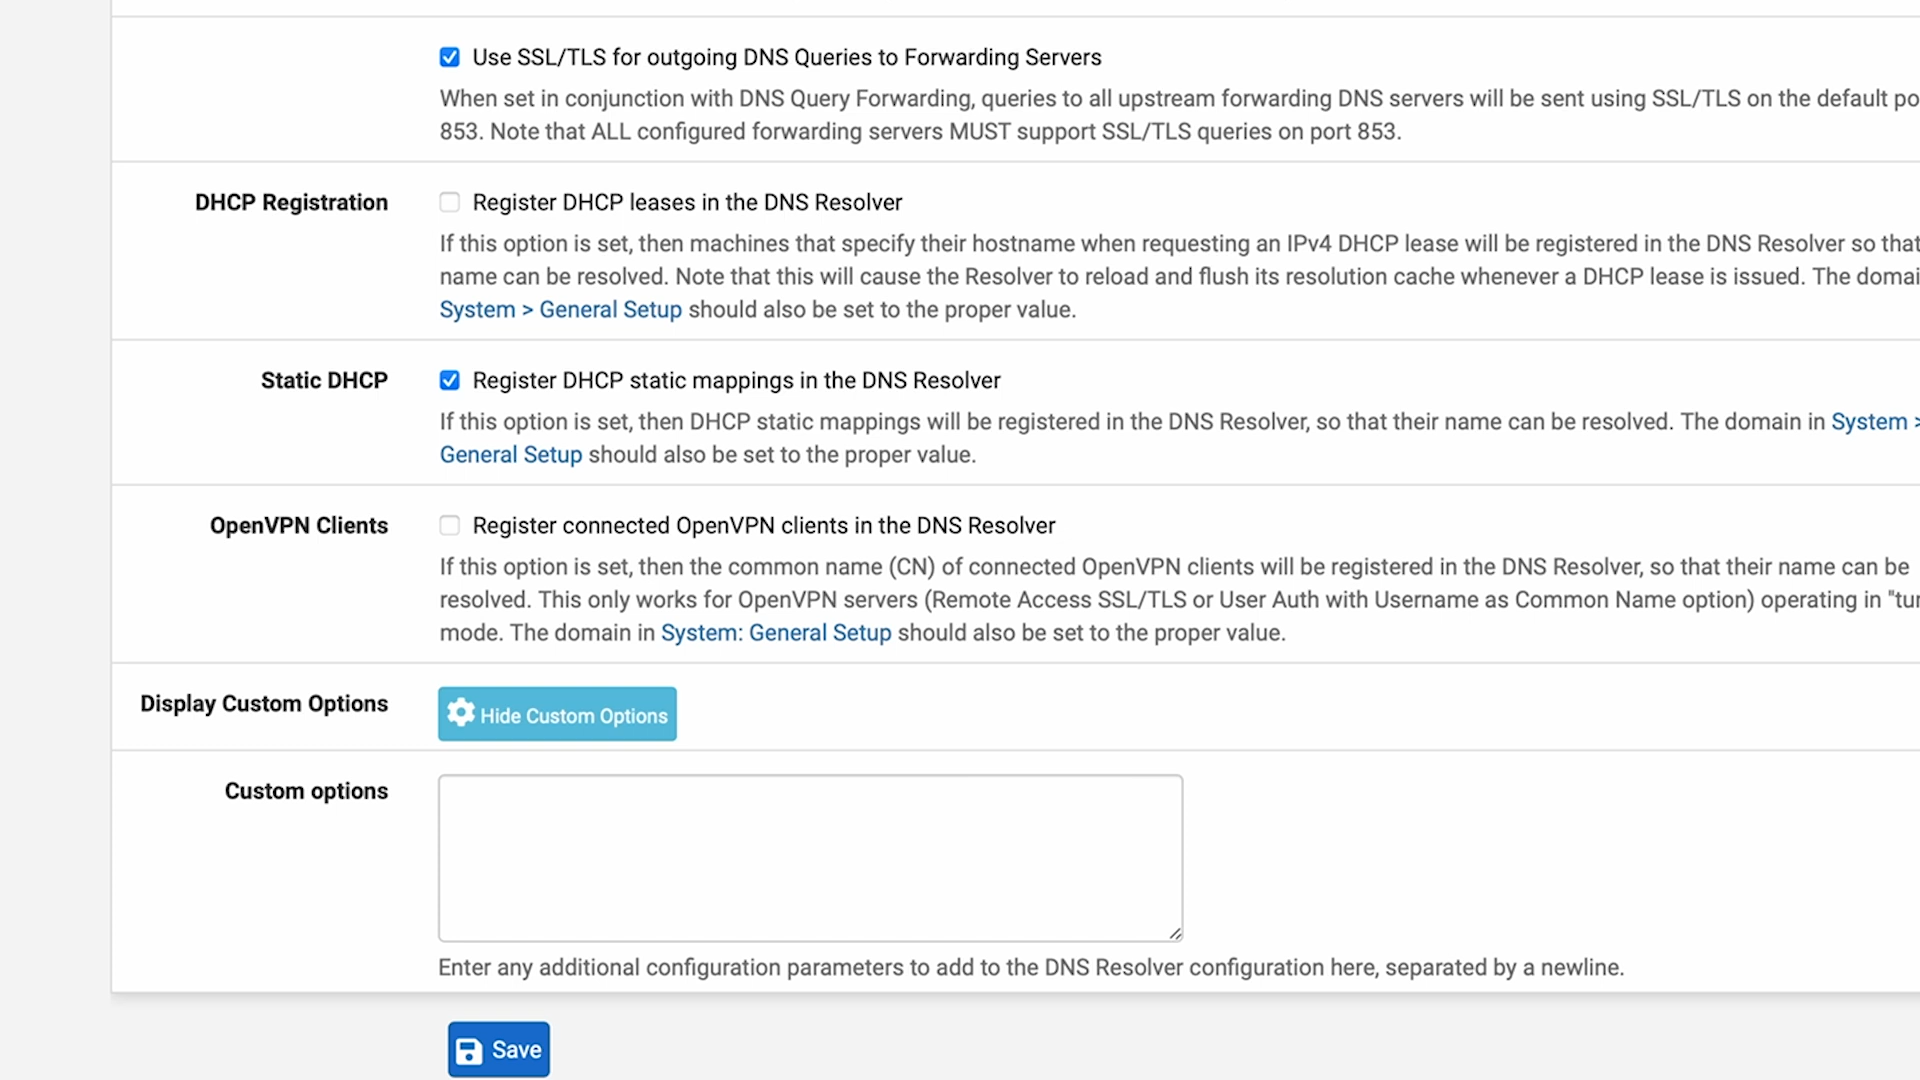 Use SSL/TLS for outgoing DNS Queries to Forwarding Servers
When set in conjunction with DNS Query Forwarding, queries to all upstream forwarding DNS servers will be sent using SSL/TLS on the default
853. Note that ALL configured forwarding servers MUST support SSL/TLS queries on port 853.
DHCP Registration
Register DHCP leases in the DNS Resolver
If this option is set, then machines that specify their hostname when requesting an IPv4 DHCP lease will be registered in the DNS Resolver so that
name can be resolved. Note that this will cause the Resolver to reload and flush its resolution cache whenever a DHCP lease is issued. The
System > General Setup should also be set to the proper value.
Static DHCP
Register DHCP static mappings in the DNS Resolver
If this option is set, then DHCP static mappings will be registered in the DNS Resolver, so that their name can be resolved. The domain in System >
General Setup should also be set to the proper value.
OpenVPN Clients
Register connected OpenVPN clients in the DNS Resolver
If this option is set, then the common name (CN) of connected OpenVPN clients will be registered in the DNS Resolver, so that their name can be
resolved. This only works for OpenVPN servers (Remote Access SSL/TLS or User Auth with Username as Common Name option) operating in
mode. The domain in System: General Setup should also be set to the proper value.
Display Custom Options
Hide Custom Options
Custom options
Enter any additional configuration parameters to add to the DNS Resolver configuration here, separated by a newline.
Save